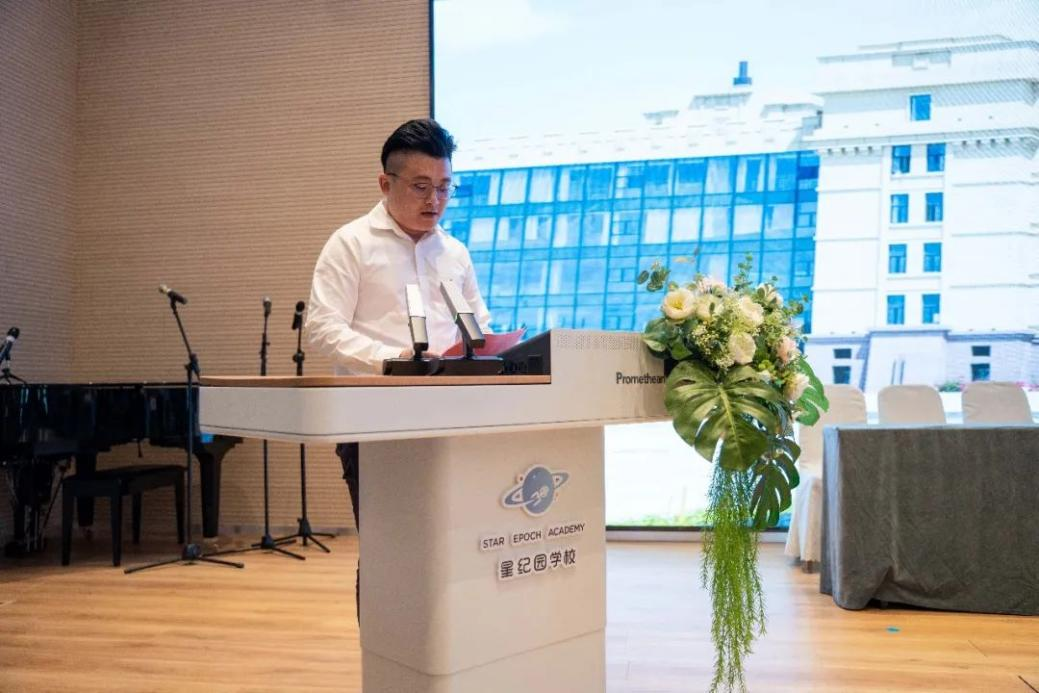 Promethean
STAR EPOCH ACADEMY
星纪园学校